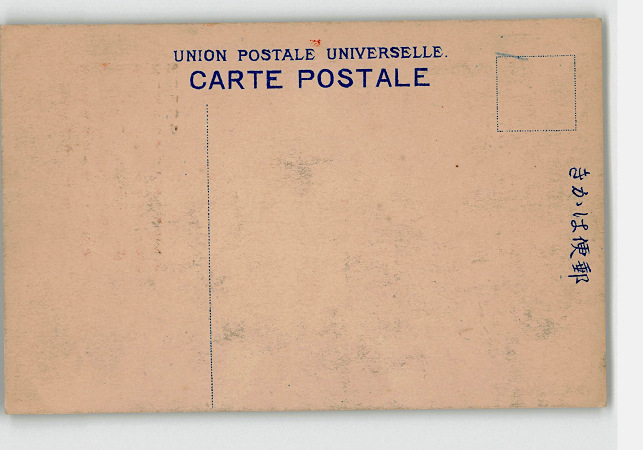 UNION POSTALE UNIVERSELLE.
CARTE POSTALE
きかは便郵